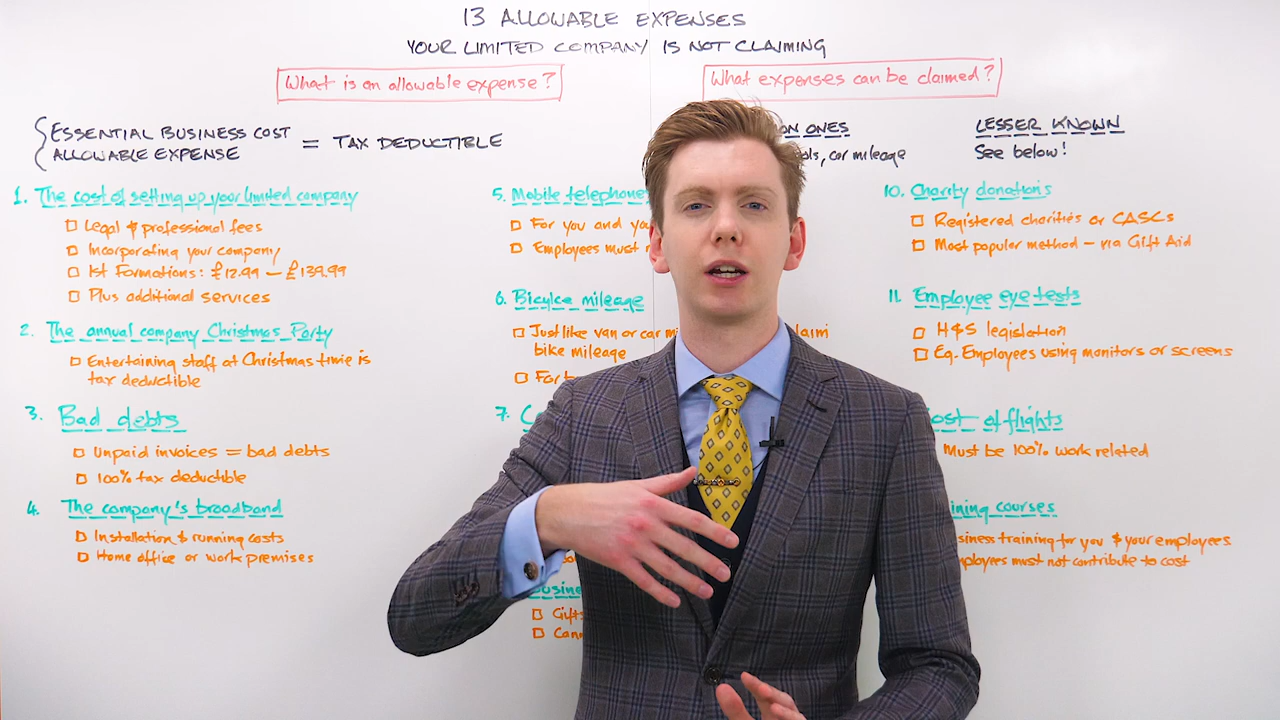 13 ALLOWABLE EXPENSES
YOUR LIMITED COMPANY IS NOT CLAIMING
What is an allowable expense?
What expenses can be claimed?
ESSENTIAL BUSINESS COST
ALLOWABLE EXPENSE
= TAX DEDUCTIBLE
ONES
car mileage
LESSER KNOWN
See below!
1. The cost of setting up your limited company
Legal & professional fees
Incorporating your company
1st Formations: £12.99 – £139.99
Plus additional services
2. The annual company Christmas Party
Entertaining staff at Christmas time is
tax deductible
3. Bad debts
Unpaid invoices = bad debts
100% tax deductible
4. The company's broadband
Installation & running costs
Home office or work premises
5. Mobile telephone
For you and
Employees must
6. Bicylce mileage
Just like van or car
bike mileage
7.
10. Charity donations
Registered charities or CASCs
Most popular method – via Gift Aid
11. Employee eye tests
H&S legislation
Eg. Employees using monitors or screens
of flights
Must be 100% work related
courses
training for you & your employees
must not contribute to cost